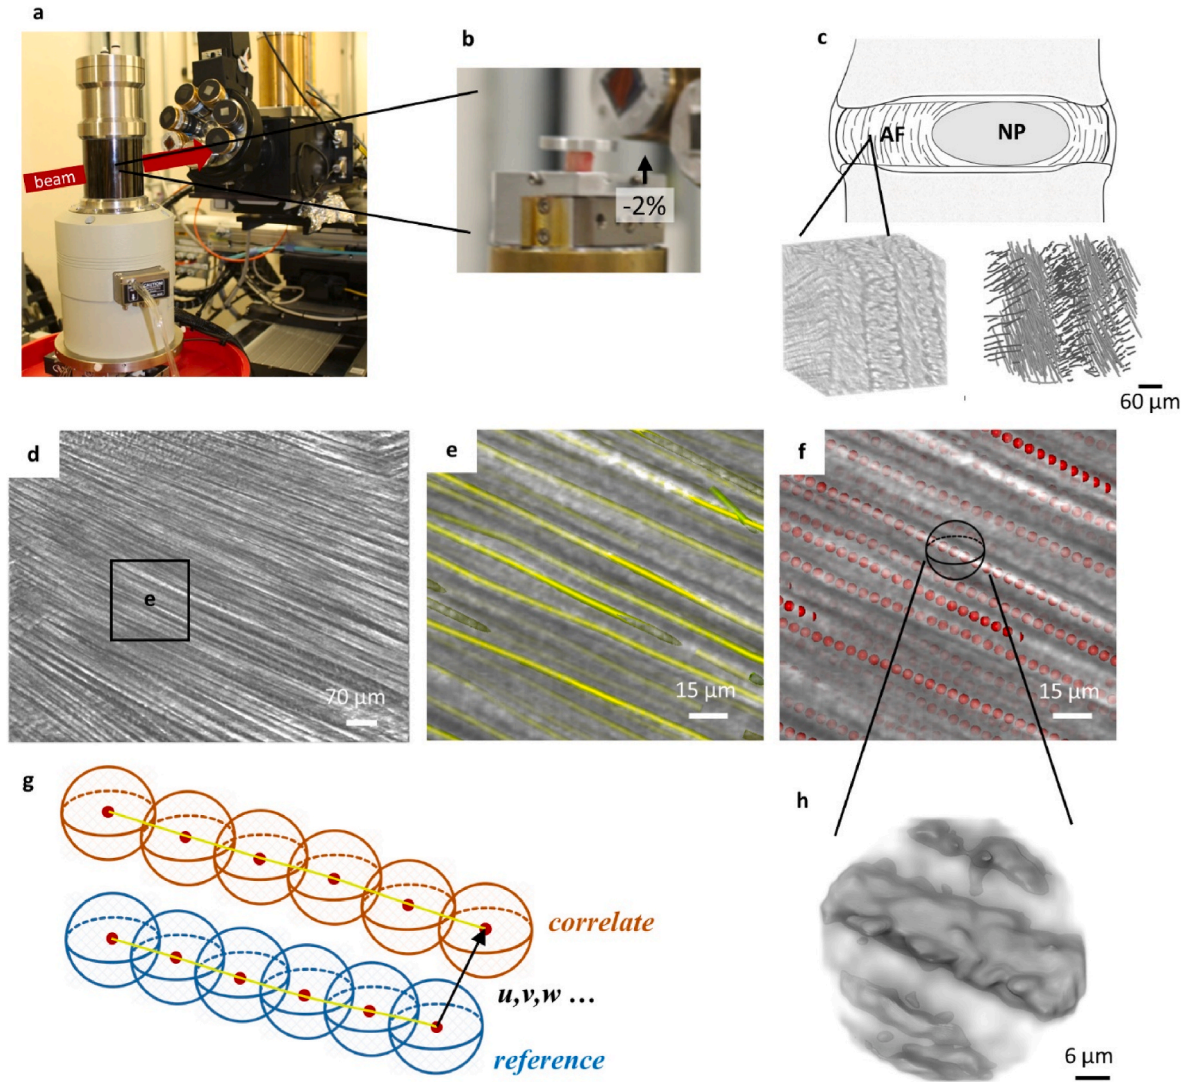 a
beam
b
-2%
c
AF
NP
60 μm
d
e
70 μm
e
15 μm
f
15 μm
g
correlate
u,v,w ...
reference
h
6 μm